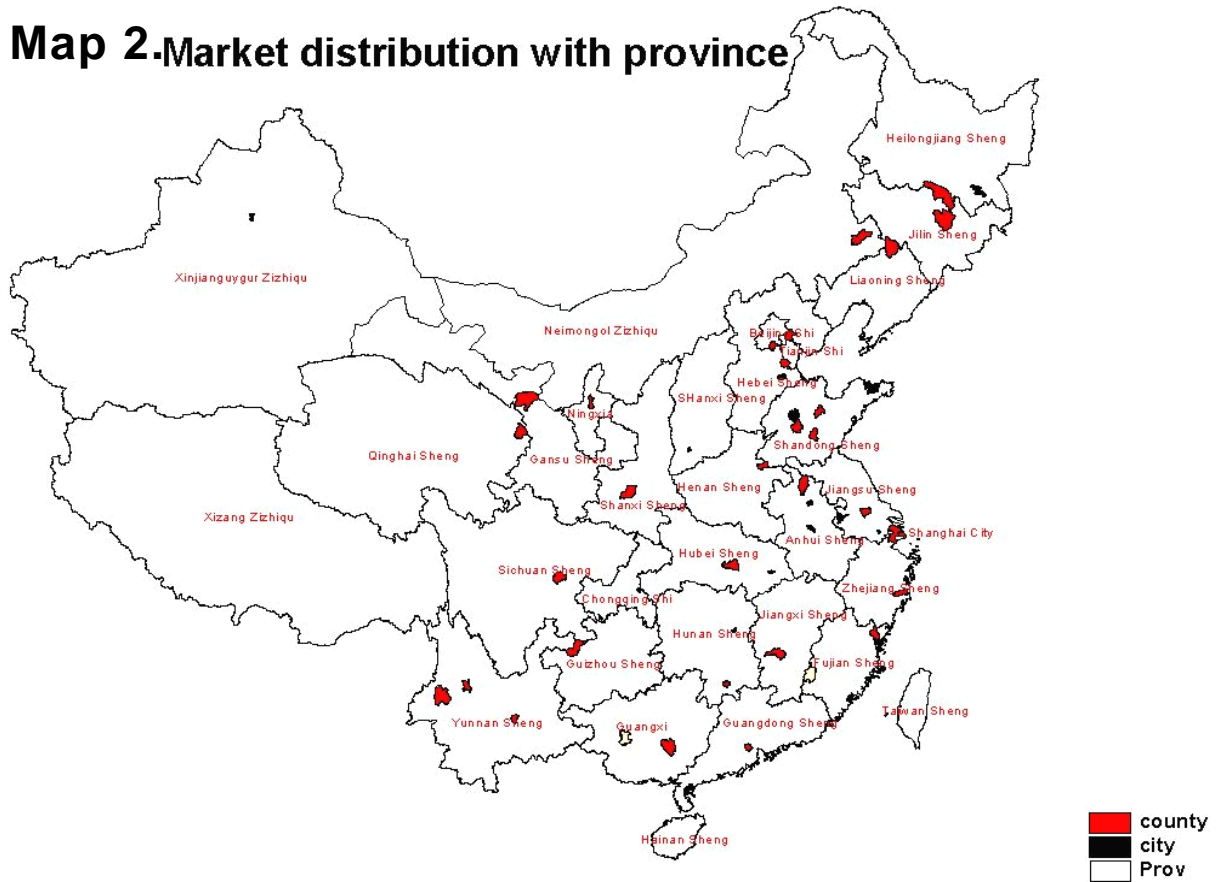 Map 2. Market distribution with province
Heilongjiang Sheng
Jilin Sheng
Liaoning Sheng
Xinjianguygur Zizhiqu
Neimongol Zizhiqu
Beijing Shi
Tianjin Shi
Hebei Sheng
SHanxi Sheng
Ningxia
Shandong Sheng
Qinghai Sheng
Gansu Sheng
Henan Sheng
Jiangsu Sheng
Shanxi Sheng
Xizang Zizhiqu
Shanghai City
Anhui Sheng
Hubei Sheng
Sichuan Sheng
Zhejiang Sheng
Chongqing Shi
Jiangxi Sheng
Hunan Sheng
Guizhou Sheng
Fujian Sheng
Taiwan Sheng
Yunnan Sheng
Guangxi
Guangdong Sheng
Hainan Sheng
county
city
Prov